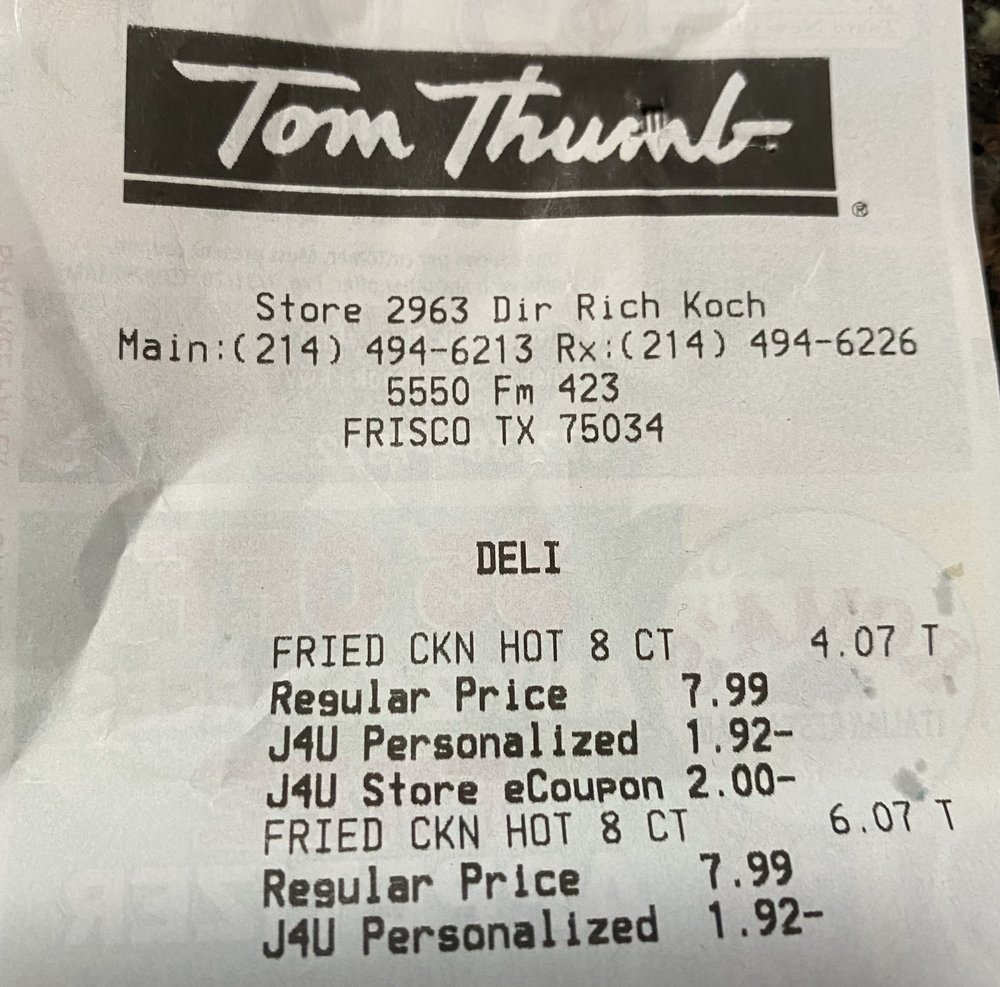 Tom Thumb
®
Store 2963 Dir Rich Koch
Main:(214) 494-6213 Rx:(214) 494-6226
5550 Fm 423
FRISCO TX 75034
DELI
FRIED CKN HOT 8 CT 4.07 T
Regular Price 7.99
J4U Personalized 1.92-
J4U Store eCoupon 2.00-
FRIED CKN HOT 8 CT 6.07 T
Regular Price 7.99
J4U Personalized 1.92-